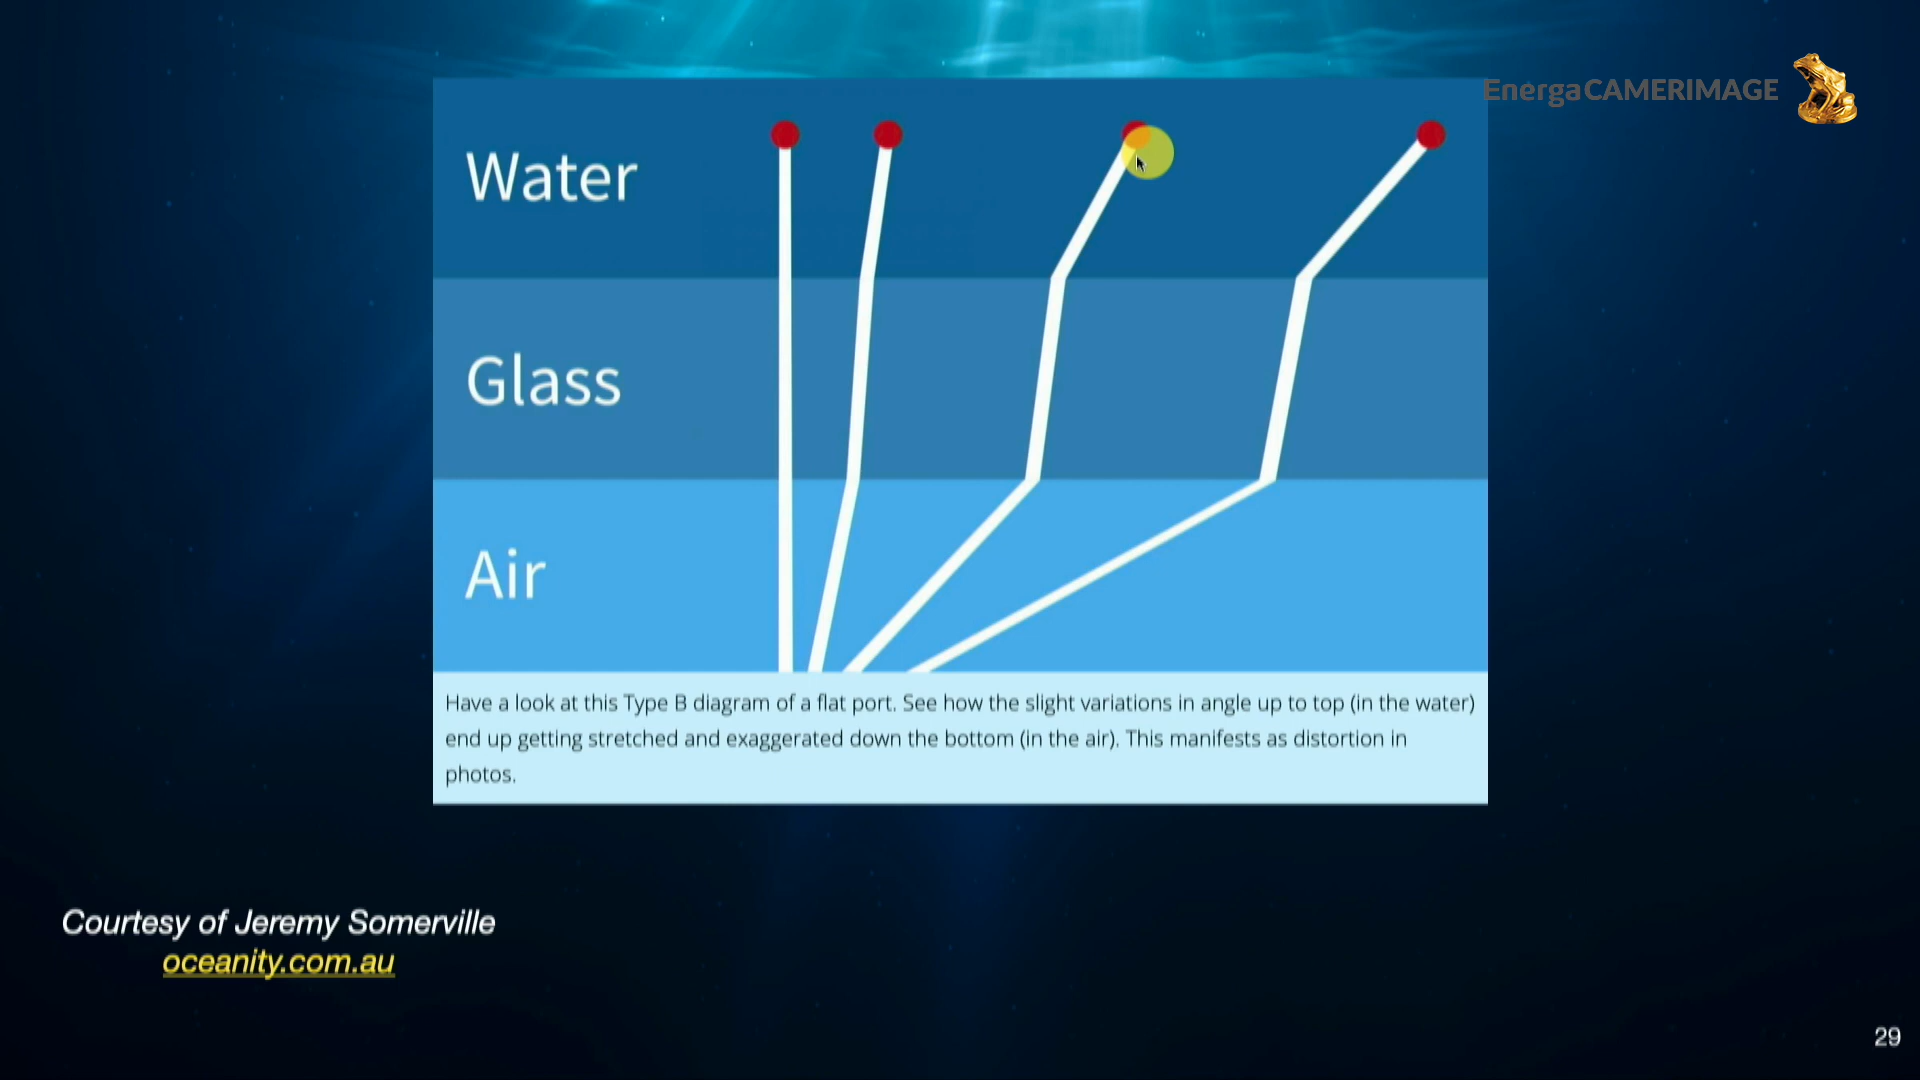 EnergaCAMERIMAGE
Water
Glass
Air
Have a look at this Type B diagram of a flat port. See how the slight variations in angle up to top (in the water)
end up getting stretched and exaggerated down the bottom (in the air). This manifests as distortion in
photos.
Courtesy of Jeremy Somerville
oceanity.com.au
29